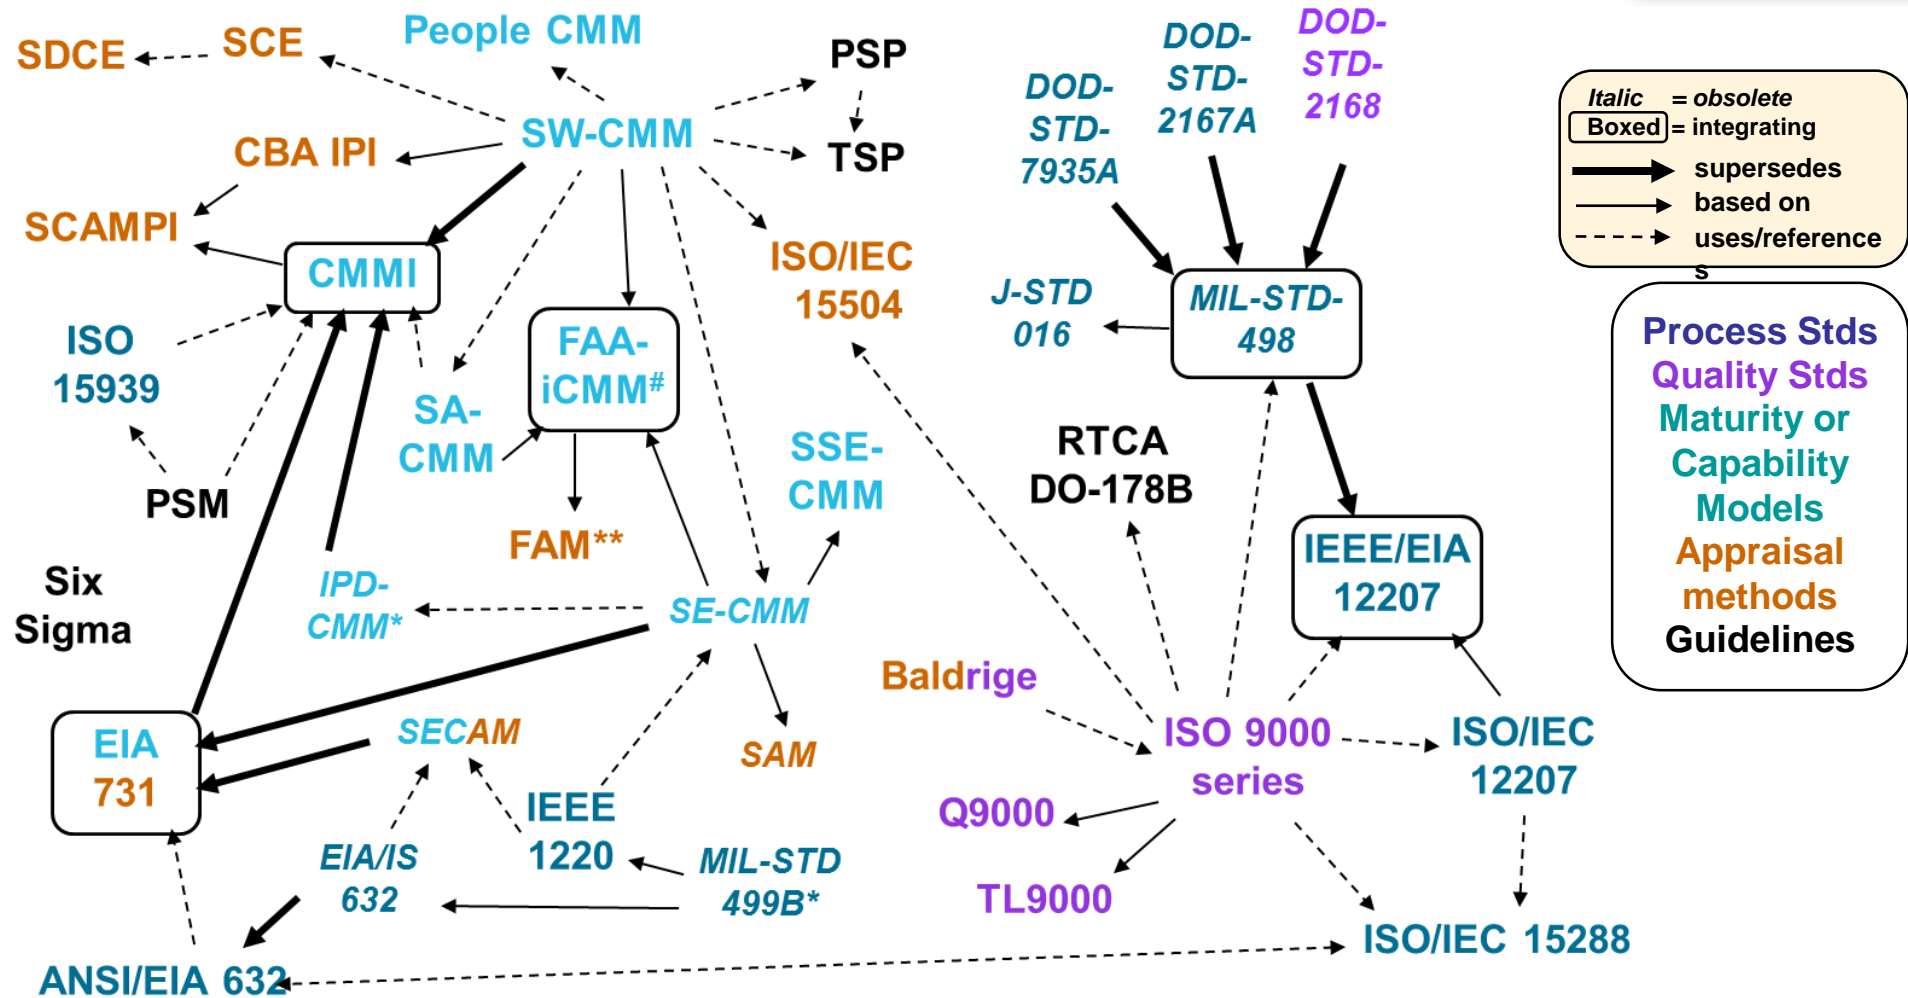 People CMM
SDCE
SCE
PSP
DOD-
STD-
2167A
DOD-
STD-
2168
DOD-
STD-
7935A
SW-CMM
CBA IPI
TSP
SCAMPI
CMMI
ISO/IEC
15504
J-STD
016
MIL-STD-
498
ISO
15939
FAA-
iCMM#
SA-
CMM
PSM
SSE-
CMM
RTCA
DO-178B
FAM**
IEEE/EIA
12207
Six
Sigma
IPD-
CMM*
SE-CMM
Baldrige
EIA
731
SECAM
SAM
ISO 9000
series
ISO/IEC
12207
IEEE
1220
Q9000
EIA/IS
632
MIL-STD
499B*
TL9000
ANSI/EIA 632
ISO/IEC 15288
Italic = obsolete
Boxed = integrating
supersedes
based on
uses/reference
s
Process Stds
Quality Stds
Maturity or
Capability
Models
Appraisal
methods
Guidelines